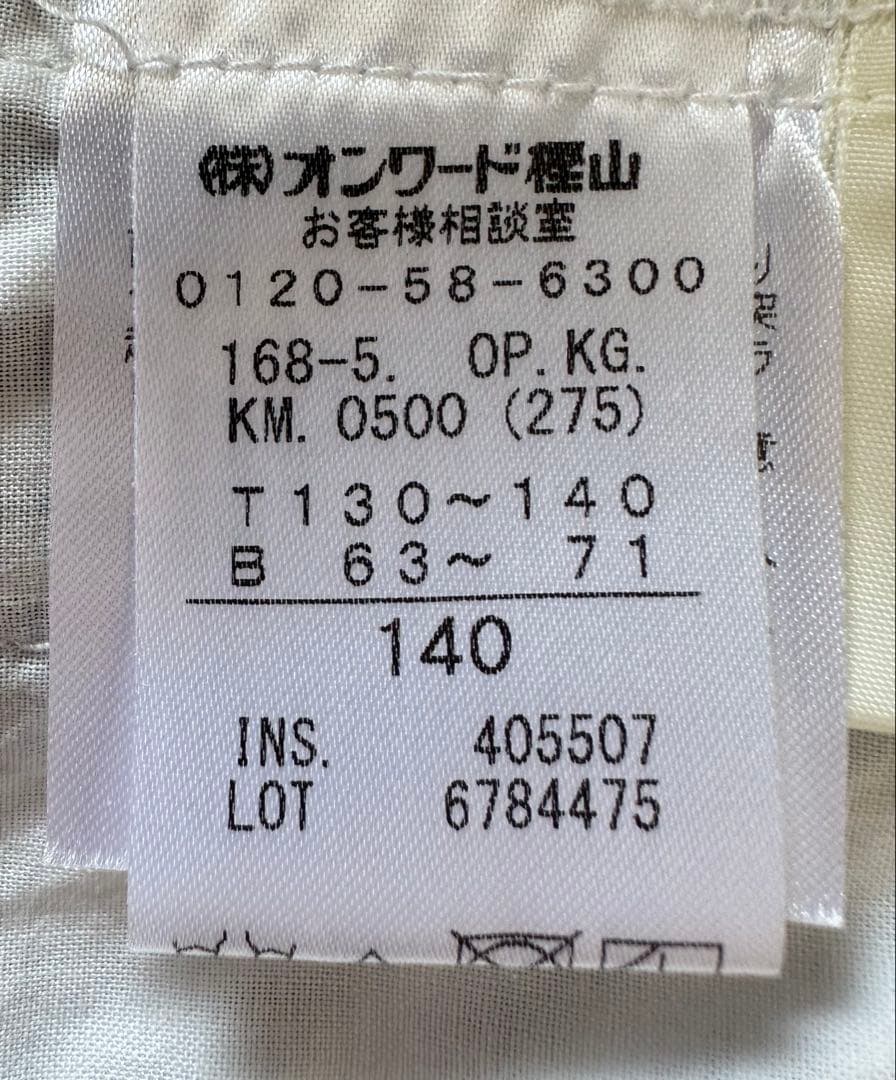 (株)オンワード樫山
お客様相談室
0120-58-6300
168-5. OP. KG.
KM. 0500 (275)
T 130~140
B 63~ 71
140
INS. 405507
LOT 6784475